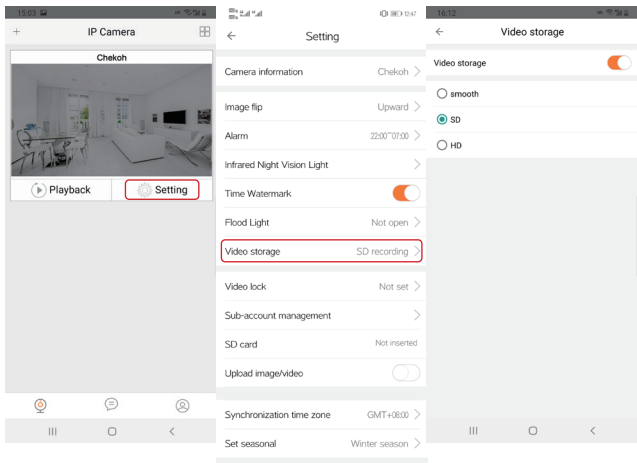 15:03
IP Camera
Chekoh
Playback
Setting
12:47
Setting
Camera information Chekoh
Image flip Upward
Alarm 22:00~07:00
Infrared Night Vision Light
Time Watermark
Flood Light Not open
Video storage SD recording
Video lock Not set
Sub-account management
SD card Not inserted
Upload image/video
Synchronization time zone GMT+08:00
Set seasonal Winter season
16:12
Video storage
Video storage
smooth
SD
HD